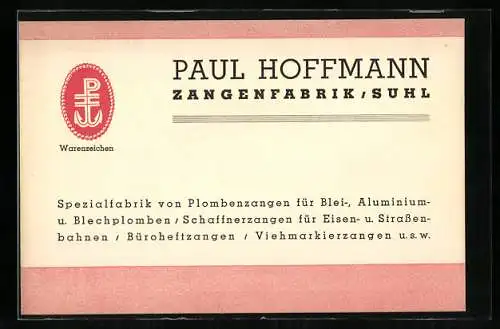 PAUL HOFFMANN
ZANGENFABRIK / SUHL
Warenzeichen
Spezialfabrik von Plombenzangen für Blei-, Aluminium-
u. Blechplomben / Schaffnerzangen für Eisen- u. Straßen-
bahnen / Büroheftzangen / Viehmarkierzangen u.s.w.